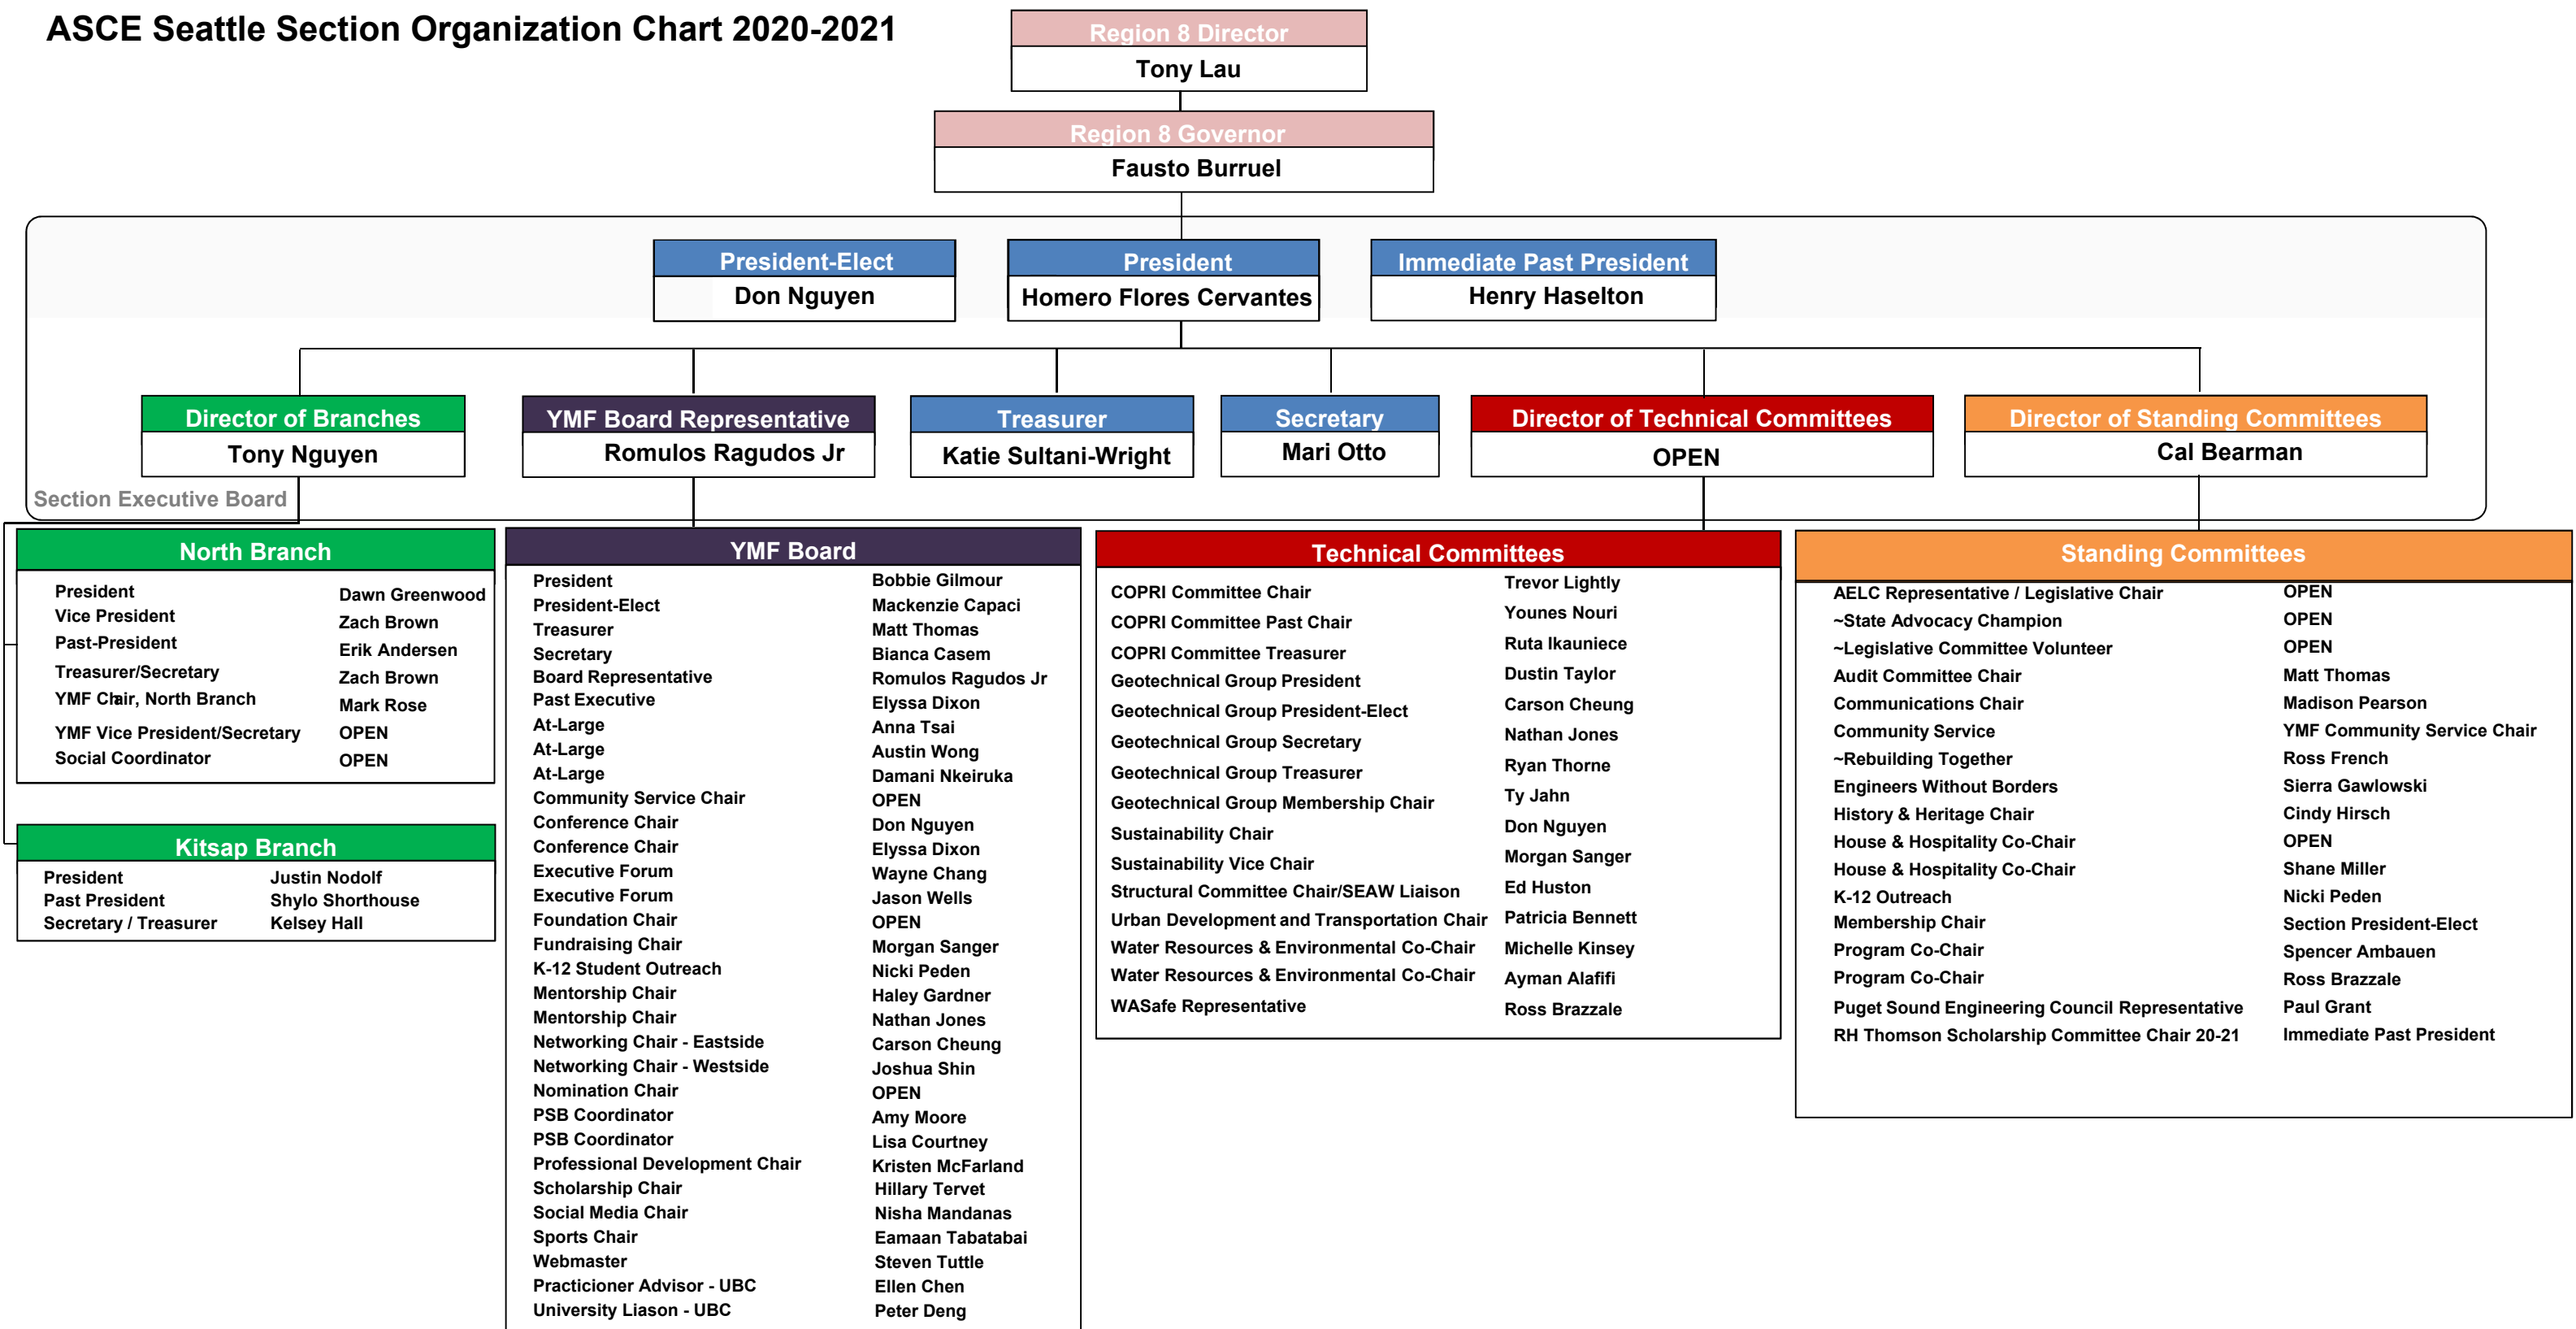 ASCE Seattle Section Organization Chart 2020-2021
Region 8 Director
Tony Lau
Region 8 Governor
Fausto Burruel
President-Elect
Don Nguyen
President
Homero Flores Cervantes
Immediate Past President
Henry Haselton
Director of Branches
Tony Nguyen
YMF Board Representative
Romulos Ragudos Jr
Treasurer
Katie Sultani-Wright
Secretary
Mari Otto
Director of Technical Committees
OPEN
Director of Standing Committees
Cal Bearman
Section Executive Board
North Branch
President Dawn Greenwood
Vice President Zach Brown
Past-President Erik Andersen
Treasurer/Secretary Zach Brown
YMF Chair, North Branch Mark Rose
YMF Vice President/Secretary OPEN
Social Coordinator OPEN
Kitsap Branch
President Justin Nodolf
Past President Shylo Shorthouse
Secretary / Treasurer Kelsey Hall
YMF Board
President Bobbie Gilmour
President-Elect Mackenzie Capaci
Treasurer Matt Thomas
Secretary Bianca Casem
Board Representative Romulos Ragudos Jr
Past Executive Elyssa Dixon
At-Large Anna Tsai
At-Large Austin Wong
At-Large Damani Nkeiruka
Community Service Chair OPEN
Conference Chair Don Nguyen
Conference Chair Elyssa Dixon
Executive Forum Wayne Chang
Executive Forum Jason Wells
Foundation Chair OPEN
Fundraising Chair Morgan Sanger
K-12 Student Outreach Nicki Peden
Mentorship Chair Haley Gardner
Mentorship Chair Nathan Jones
Networking Chair - Eastside Carson Cheung
Networking Chair - Westside Joshua Shin
Nomination Chair OPEN
PSB Coordinator Amy Moore
PSB Coordinator Lisa Courtney
Professional Development Chair Kristen McFarland
Scholarship Chair Hillary Tervet
Social Media Chair Nisha Mandanas
Sports Chair Eamaan Tabatabai
Webmaster Steven Tuttle
Practicioner Advisor - UBC Ellen Chen
University Liason - UBC Peter Deng
Technical Committees
COPRI Committee Chair Trevor Lightly
COPRI Committee Past Chair Younes Nouri
COPRI Committee Treasurer Ruta Ikauniece
Geotechnical Group President Dustin Taylor
Geotechnical Group President-Elect Carson Cheung
Geotechnical Group Secretary Nathan Jones
Geotechnical Group Treasurer Ryan Thorne
Geotechnical Group Membership Chair Ty Jahn
Sustainability Chair Don Nguyen
Sustainability Vice Chair Morgan Sanger
Structural Committee Chair/SEAW Liaison Ed Huston
Urban Development and Transportation Chair Patricia Bennett
Water Resources & Environmental Co-Chair Michelle Kinsey
Water Resources & Environmental Co-Chair Ayman Alafifi
WASafe Representative Ross Brazzale
Standing Committees
AELC Representative / Legislative Chair OPEN
~State Advocacy Champion OPEN
~Legislative Committee Volunteer OPEN
Audit Committee Chair Matt Thomas
Communications Chair Madison Pearson
Community Service YMF Community Service Chair
~Rebuilding Together Ross French
Engineers Without Borders Sierra Gawlowski
History & Heritage Chair Cindy Hirsch
House & Hospitality Co-Chair OPEN
House & Hospitality Co-Chair Shane Miller
K-12 Outreach Nicki Peden
Membership Chair Section President-Elect
Program Co-Chair Spencer Ambauen
Program Co-Chair Ross Brazzale
Puget Sound Engineering Council Representative Paul Grant
RH Thomson Scholarship Committee Chair 20-21 Immediate Past President